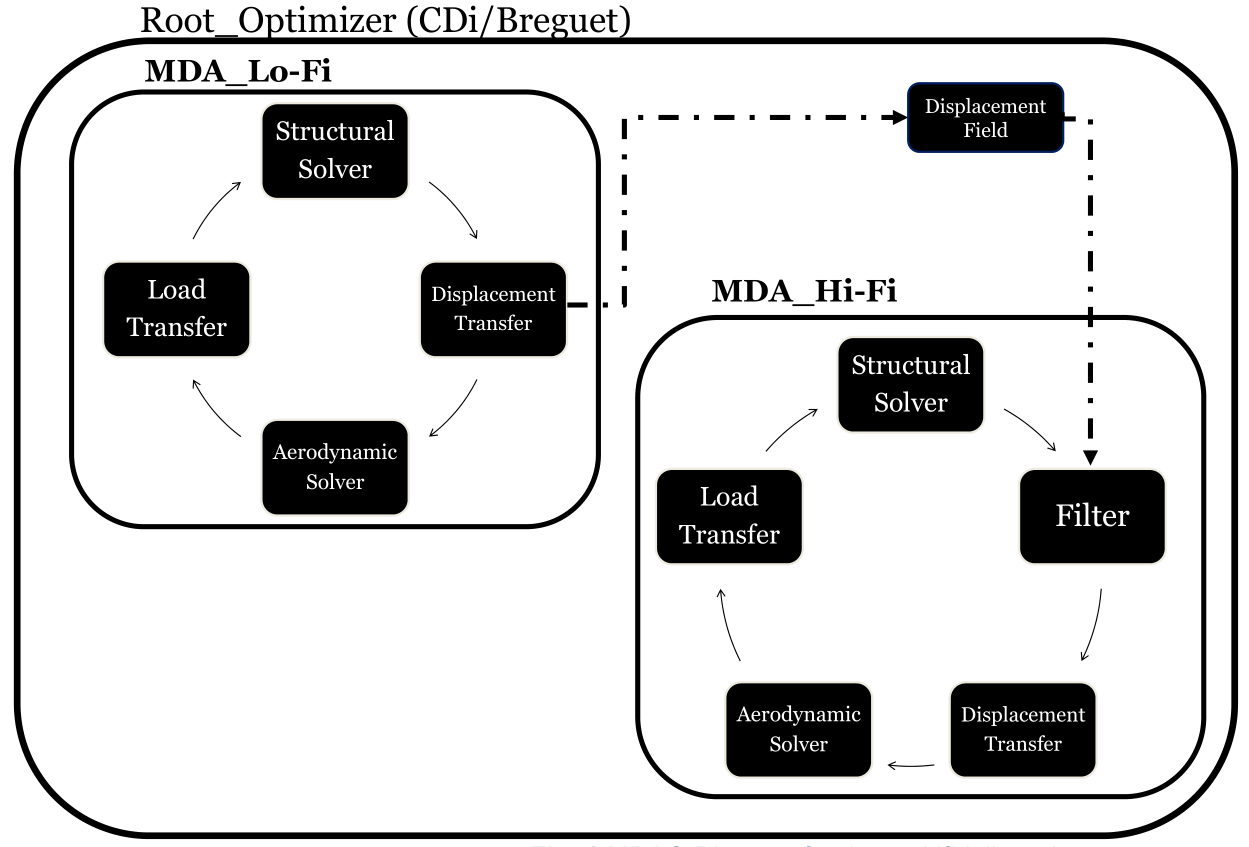 Root_Optimizer (CDi/Breguet)
MDA_Lo-Fi
Structural
Solver
Load
Transfer
Displacement
Transfer
Aerodynamic
Solver
Displacement
Field
MDA_Hi-Fi
Structural
Solver
Load
Transfer
Filter
Aerodynamic
Solver
Displacement
Transfer